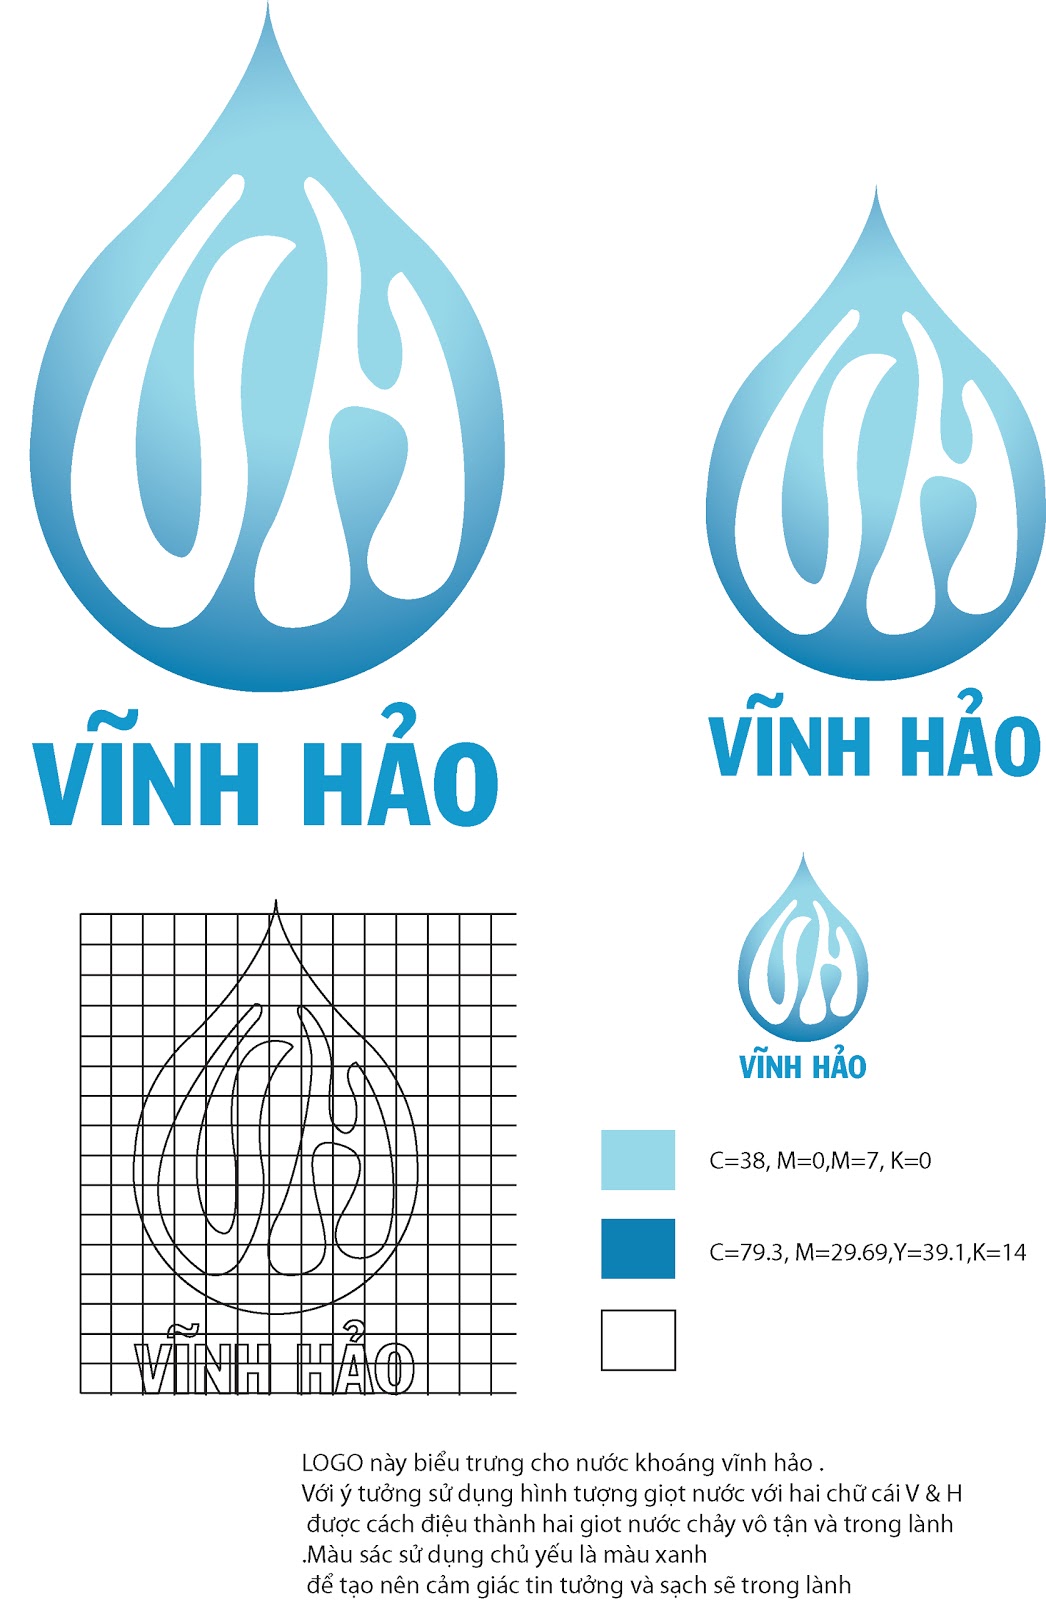 VĨNH HẢO
VĨNH HẢO
VĨNH HẢO
C=38, M=0,M=7, K=0
C=79.3, M=29.69,Y=39.1,K=14
VĨNH HẢO
LOGO này biểu trưng cho nước khoáng vĩnh hảo .
Với ý tưởng sử dụng hình tượng giọt nước với hai chữ cái V & H
được cách điệu thành hai giot nước chảy vô tận và trong lành
.Màu sác sử dụng chủ yếu là màu xanh
để tạo nên cảm giác tin tưởng và sạch sẽ trong lành